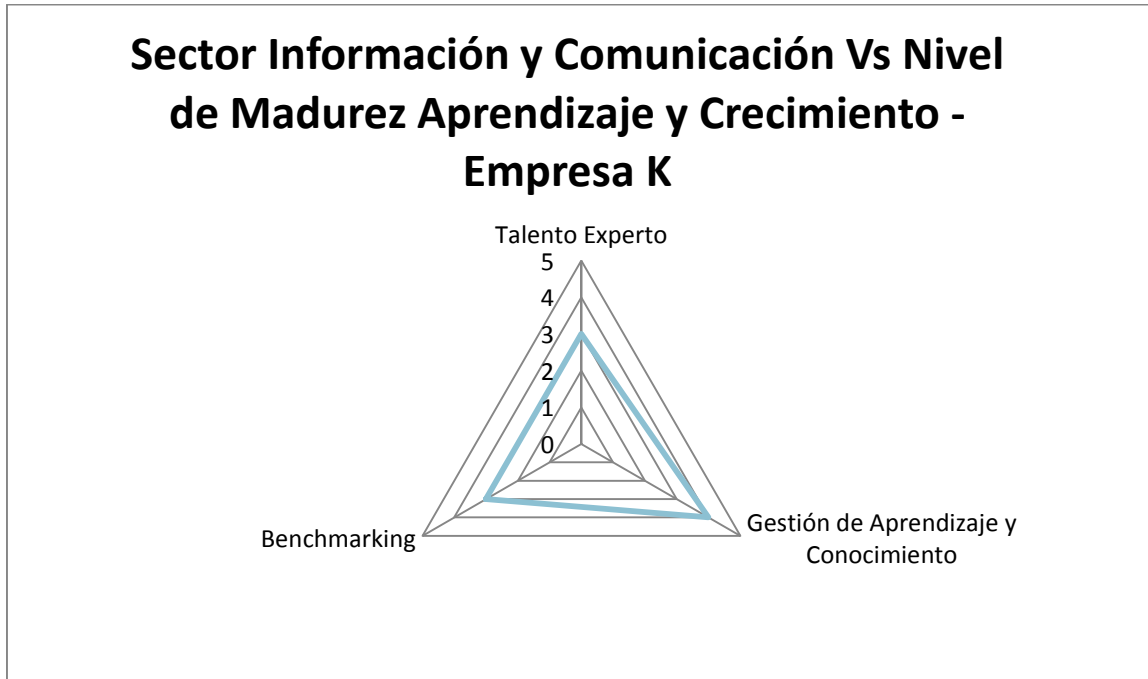 Sector Información y Comunicación Vs Nivel
de Madurez Aprendizaje y Crecimiento -
Empresa K
Talento Experto
5
4
3
2
1
0
Gestión de Aprendizaje y
Conocimiento
Benchmarking